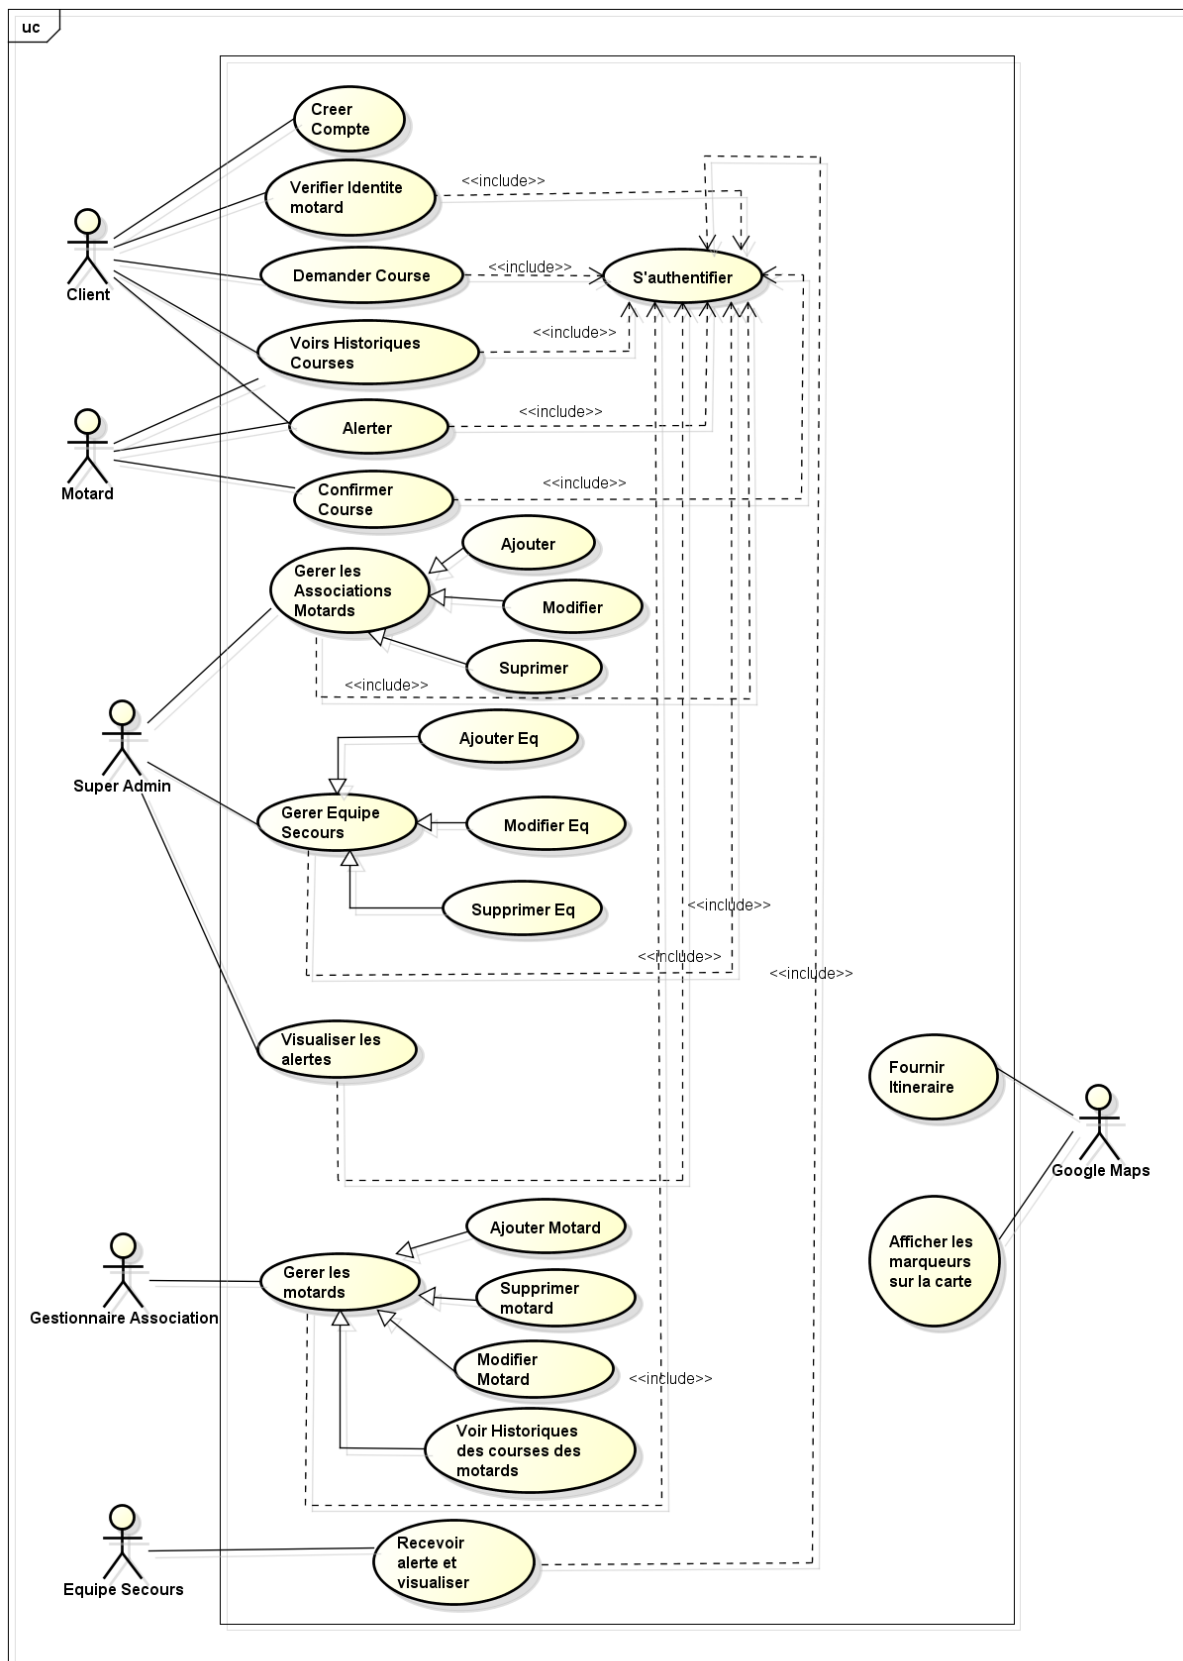 uc
Creer
Compte
Verifier Identite
motard
<<include>>
Client
Demander Course
<<include>>
S'authentifier
Voirs Historiques
Courses
<<include>>
Motard
Alerter
<<include>>
Confirmer
Course
<<include>>
Ajouter
Gerer les
Associations
Motards
Modifier
Suprimer
<<include>>
Super Admin
Ajouter Eq
Gerer Equipe
Secours
Modifier Eq
Supprimer Eq
<<include>>
<<include>>
<<include>>
Visualiser les
alertes
Fournir
Itineraire
Google Maps
Afficher les
marqueurs
sur la carte
Gestionnaire Association
Gerer les
motards
Ajouter Motard
Supprimer
motard
Modifier
Motard
<<include>>
Voir Historiques
des courses des
motards
Equipe Secours
Recevoir
alerte et
visualiser